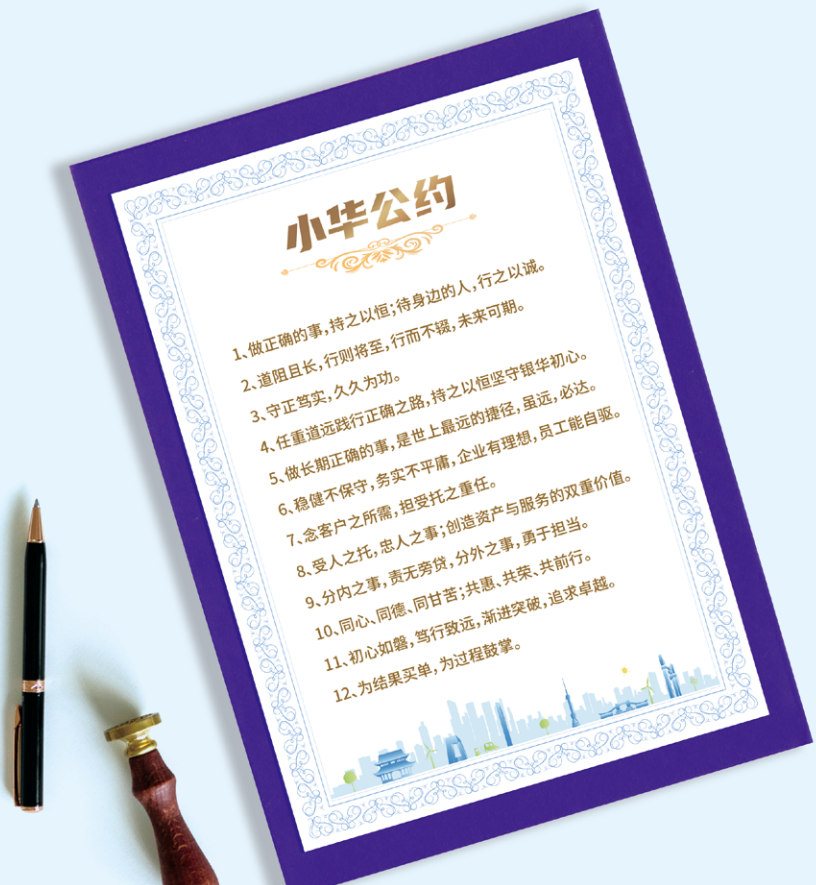 小华公约
1、做正确的事,持之以恒;待身边的人,行之以诚。
2、道阻且长,行则将至,行而不辍,未来可期。
3、守正笃实,久久为功。
4、任重道远践行正确之路,持之以恒坚守银华初心。
5、做长期正确的事,是世上最远的捷径,虽远,必达。
6、稳健不保守,务实不平庸,企业有理想,员工能自驱。
7、念客户之所需,担受托之重任。
8、受人之托,忠人之事;创造资产与服务的双重价值。
9、分内之事,责无旁贷,分外之事,勇于担当。
10、同心、同德、同甘苦;共惠、共荣、共前行。
11、初心如磐,笃行致远,渐进突破,追求卓越。
12、为结果买单,为过程鼓掌。